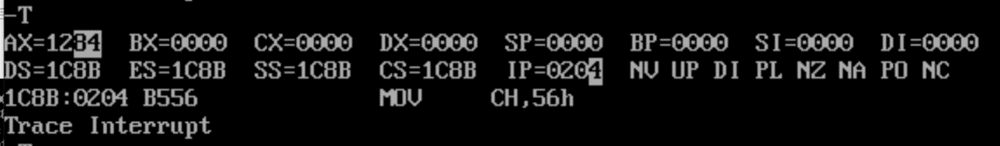 -T
AX=1284 BX=0000 CX=0000 DX=0000 SP=0000 BP=0000 SI=0000 DI=0000
DS=1C8B ES=1C8B SS=1C8B CS=1C8B IP=0204 NV UP DI PL NZ NA PO NC
1C8B:0204 B556 MOV CH,56h
Trace Interrupt